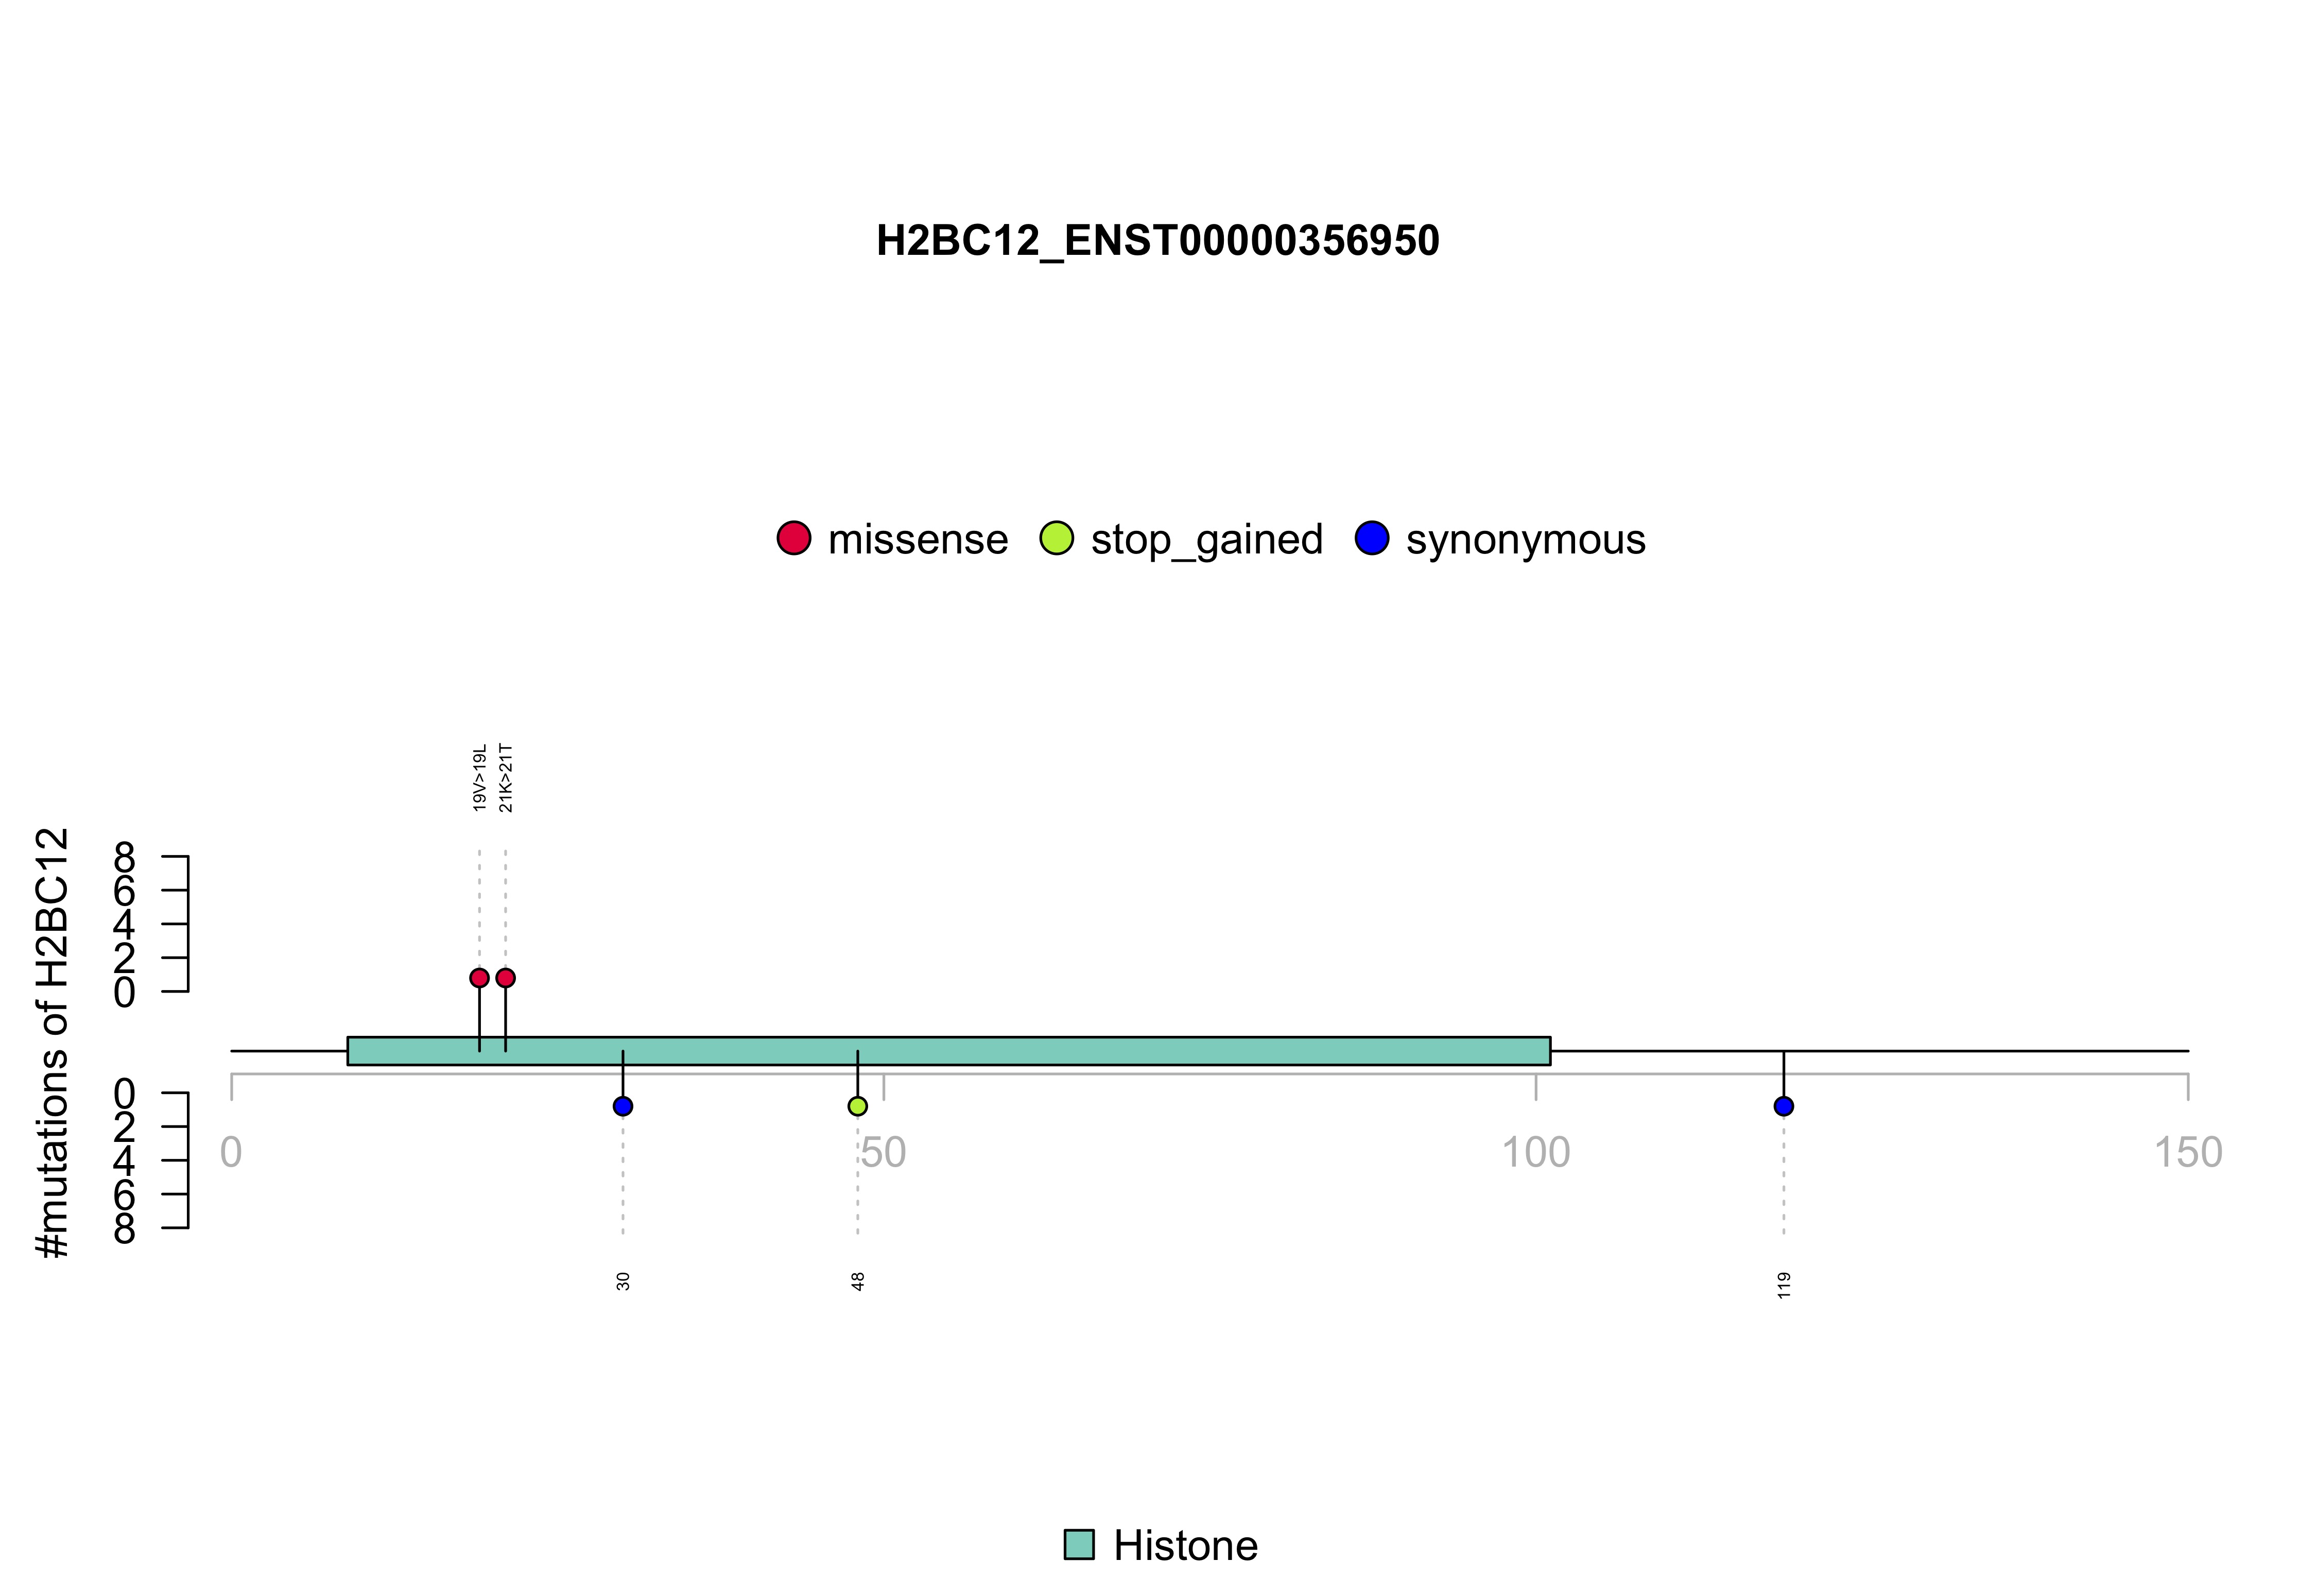 H2BC12_ENST00000356950
missense stop_gained synonymous
19V>19L
21K>21T
#mutations of H2BC12
8
6
4
2
0
0
2
4
6
8
0 50 100 150
30
48
119
Histone